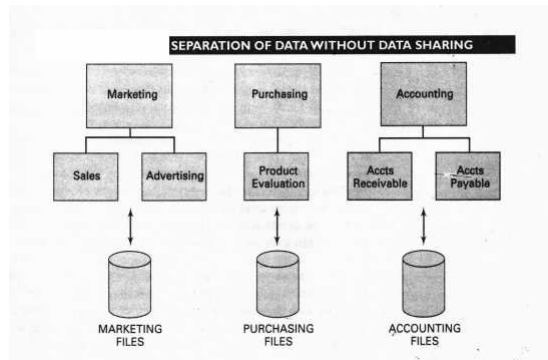 SEPARATION OF DATA WITHOUT DATA SHARING
Marketing
Purchasing
Accounting
Sales
Advertising
Product
Evaluation
Accts
Receivable
Accts
Payable
MARKETING
FILES
PURCHASING
FILES
ACCOUNTING
FILES